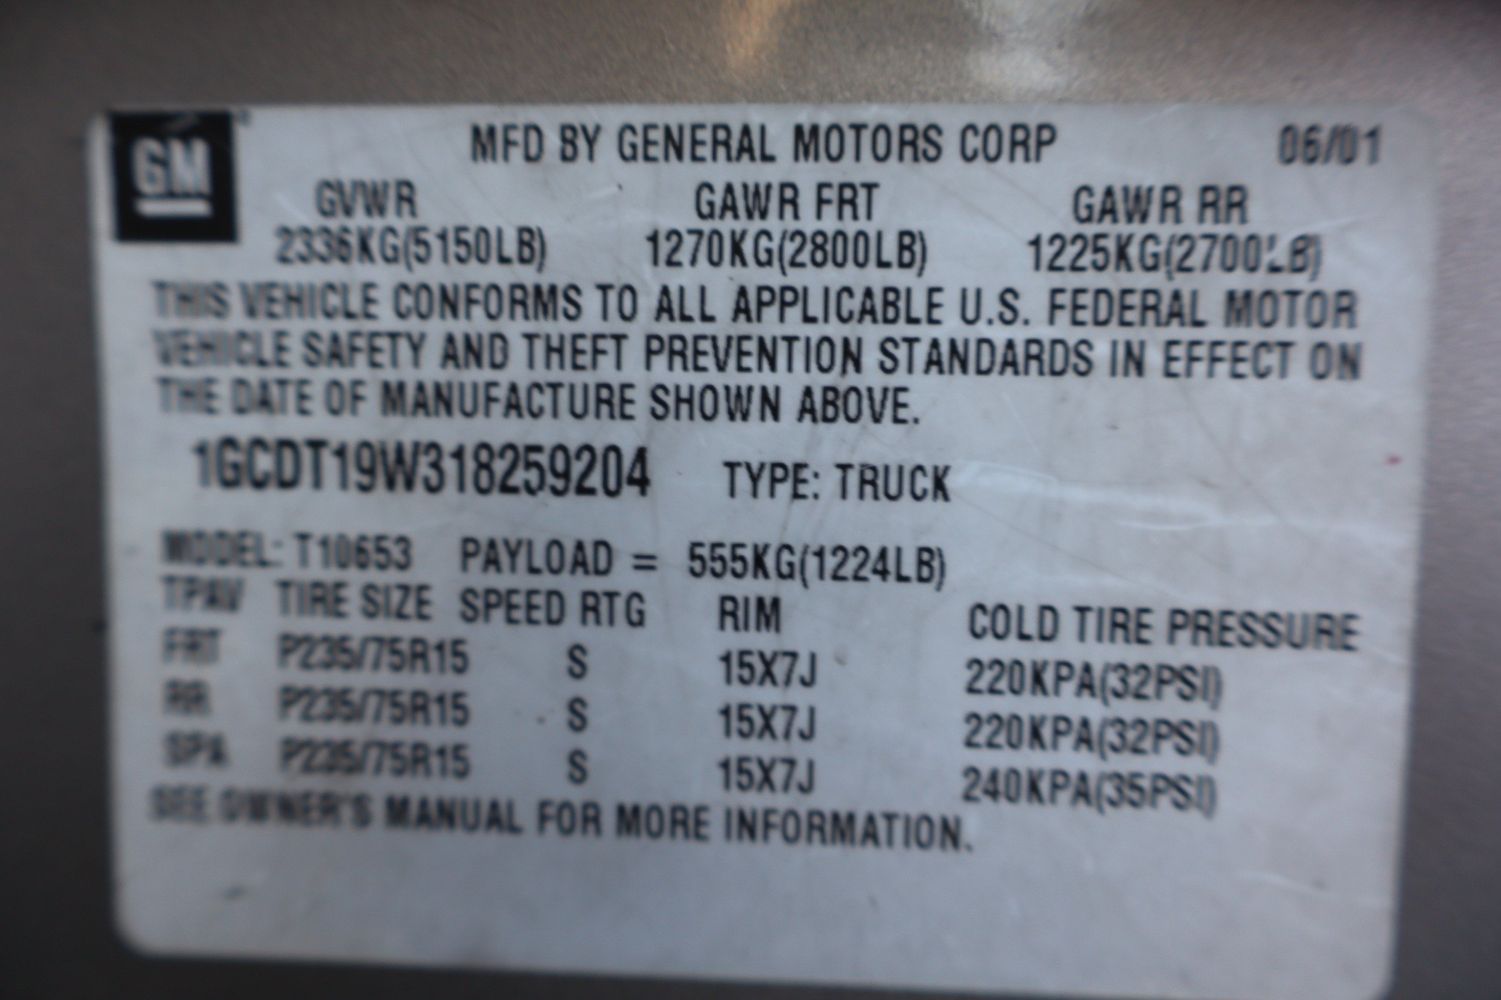 GM
MFD BY GENERAL MOTORS CORP 06/01
GVWR GAWR FRT GAWR RR
2336KG(5150LB) 1270KG(2800LB) 1225KG(2700LB)
THIS VEHICLE CONFORMS TO ALL APPLICABLE U.S. FEDERAL MOTOR
VEHICLE SAFETY AND THEFT PREVENTION STANDARDS IN EFFECT ON
THE DATE OF MANUFACTURE SHOWN ABOVE.
1GCDT19W318259204 TYPE: TRUCK
MODEL: T10653 PAYLOAD = 555KG(1224LB)
TPAV TIRE SIZE SPEED RTG RIM COLD TIRE PRESSURE
FRT P235/75R15 S 15X7J 220KPA(32PSI)
RR P235/75R15 S 15X7J 220KPA(32PSI)
SPA P235/75R15 S 15X7J 240KPA(35PSI)
SEE OWNER'S MANUAL FOR MORE INFORMATION.